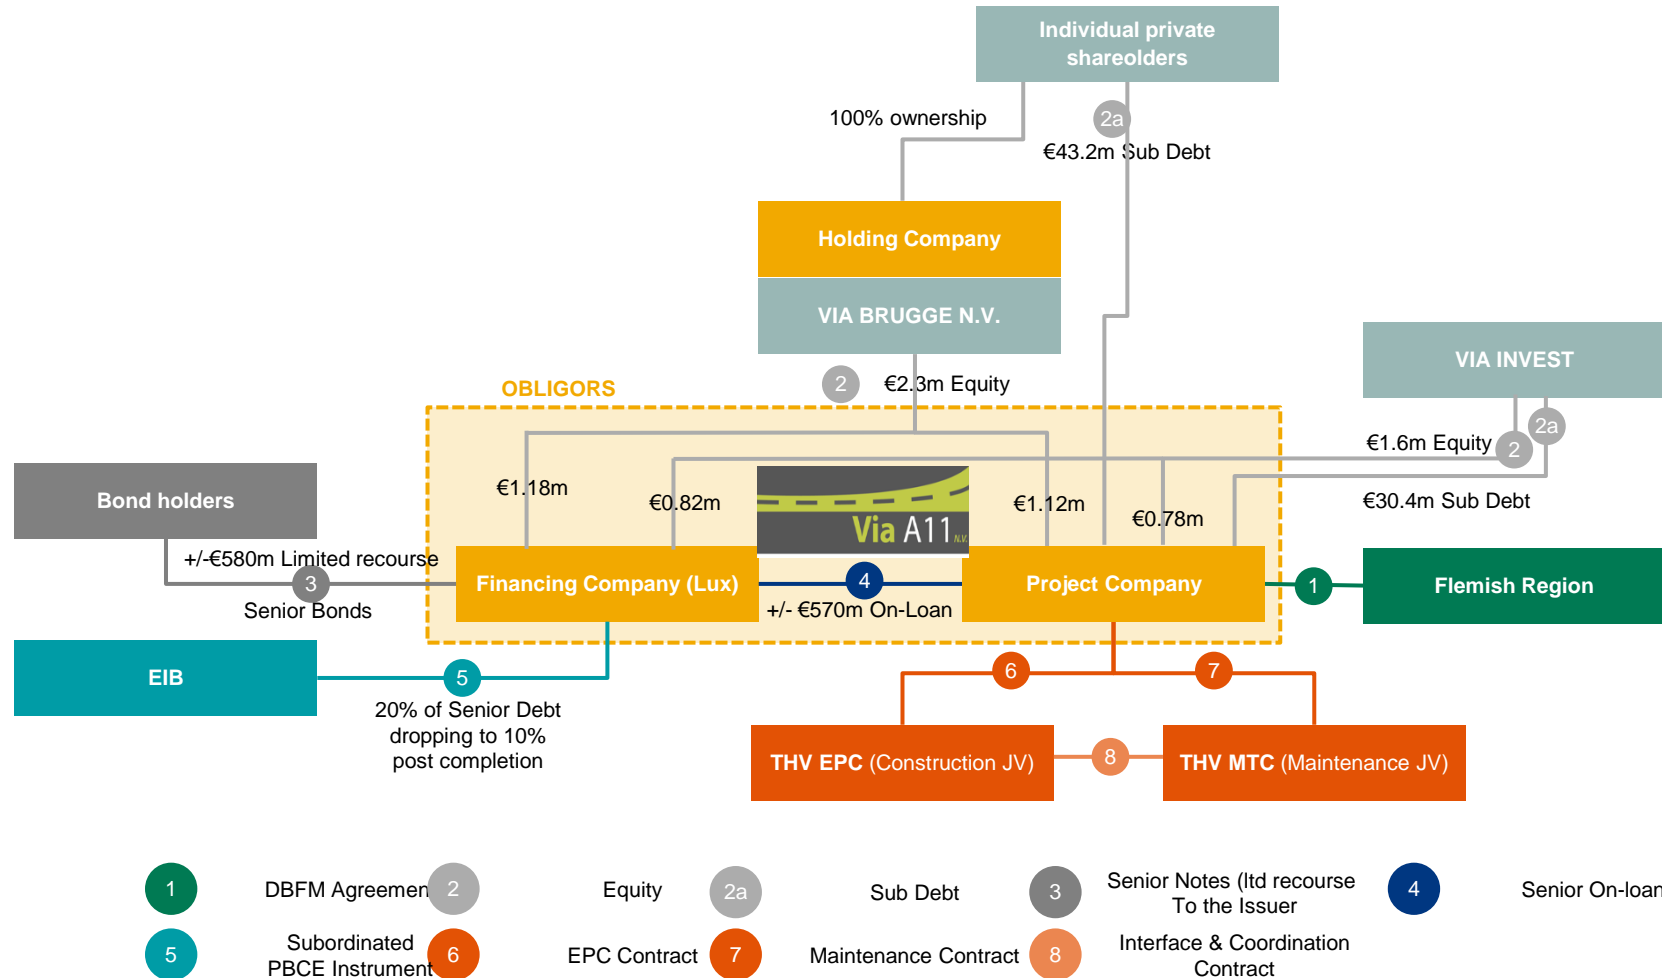 Individual private
shareolders
100% ownership
2a
€43.2m Sub Debt
Holding Company
VIA BRUGGE N.V.
VIA INVEST
2
€2.3m Equity
OBLIGORS
2a
€1.6m Equity
2
Bond holders
€1.18m
€0.82m
Via A11 N.V.
€1.12m
€0.78m
€30.4m Sub Debt
+/-€580m Limited recourse
3
Senior Bonds
Financing Company (Lux)
4
+/- €570m On-Loan
Project Company
1
Flemish Region
EIB
5
20% of Senior Debt
dropping to 10%
post completion
6
7
THV EPC (Construction JV)
8
THV MTC (Maintenance JV)
1
DBFM Agreemen
2
Equity
2a
Sub Debt
3
Senior Notes (ltd recourse
To the Issuer
4
Senior On-loan
5
Subordinated
PBCE Instrument
6
EPC Contract
7
Maintenance Contract
8
Interface & Coordination
Contract